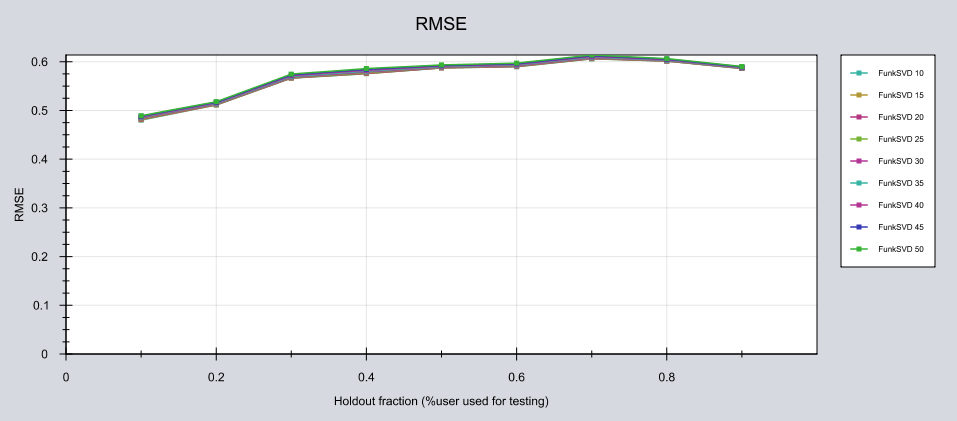 RMSE
0.6
0.5
0.4
0.3
0.2
0.1
0
RMSE
0
0.2
0.4
0.6
0.8
Holdout fraction (%user used for testing)
FunkSVD 10
FunkSVD 15
FunkSVD 20
FunkSVD 25
FunkSVD 30
FunkSVD 35
FunkSVD 40
FunkSVD 45
FunkSVD 50